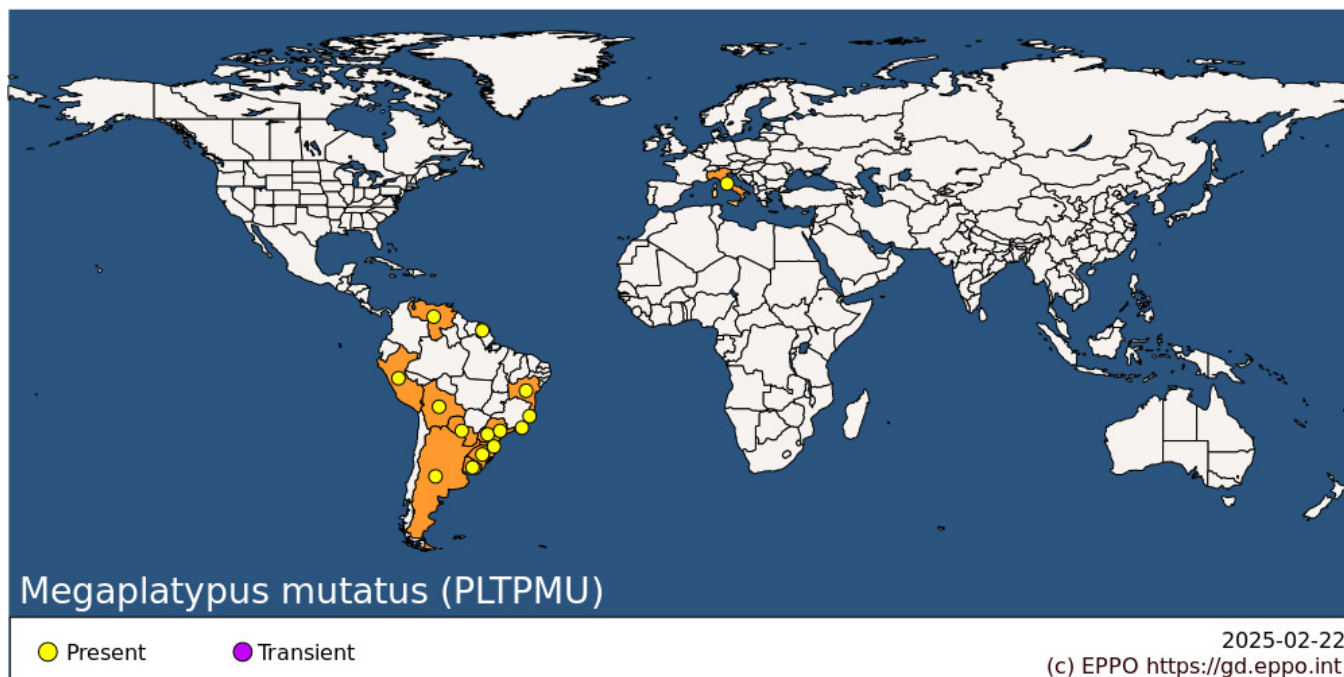 Megaplatypus mutatus (PLTPMU)
Present
Transient
2025-02-22
(c) EPPO https://gd.eppo.int